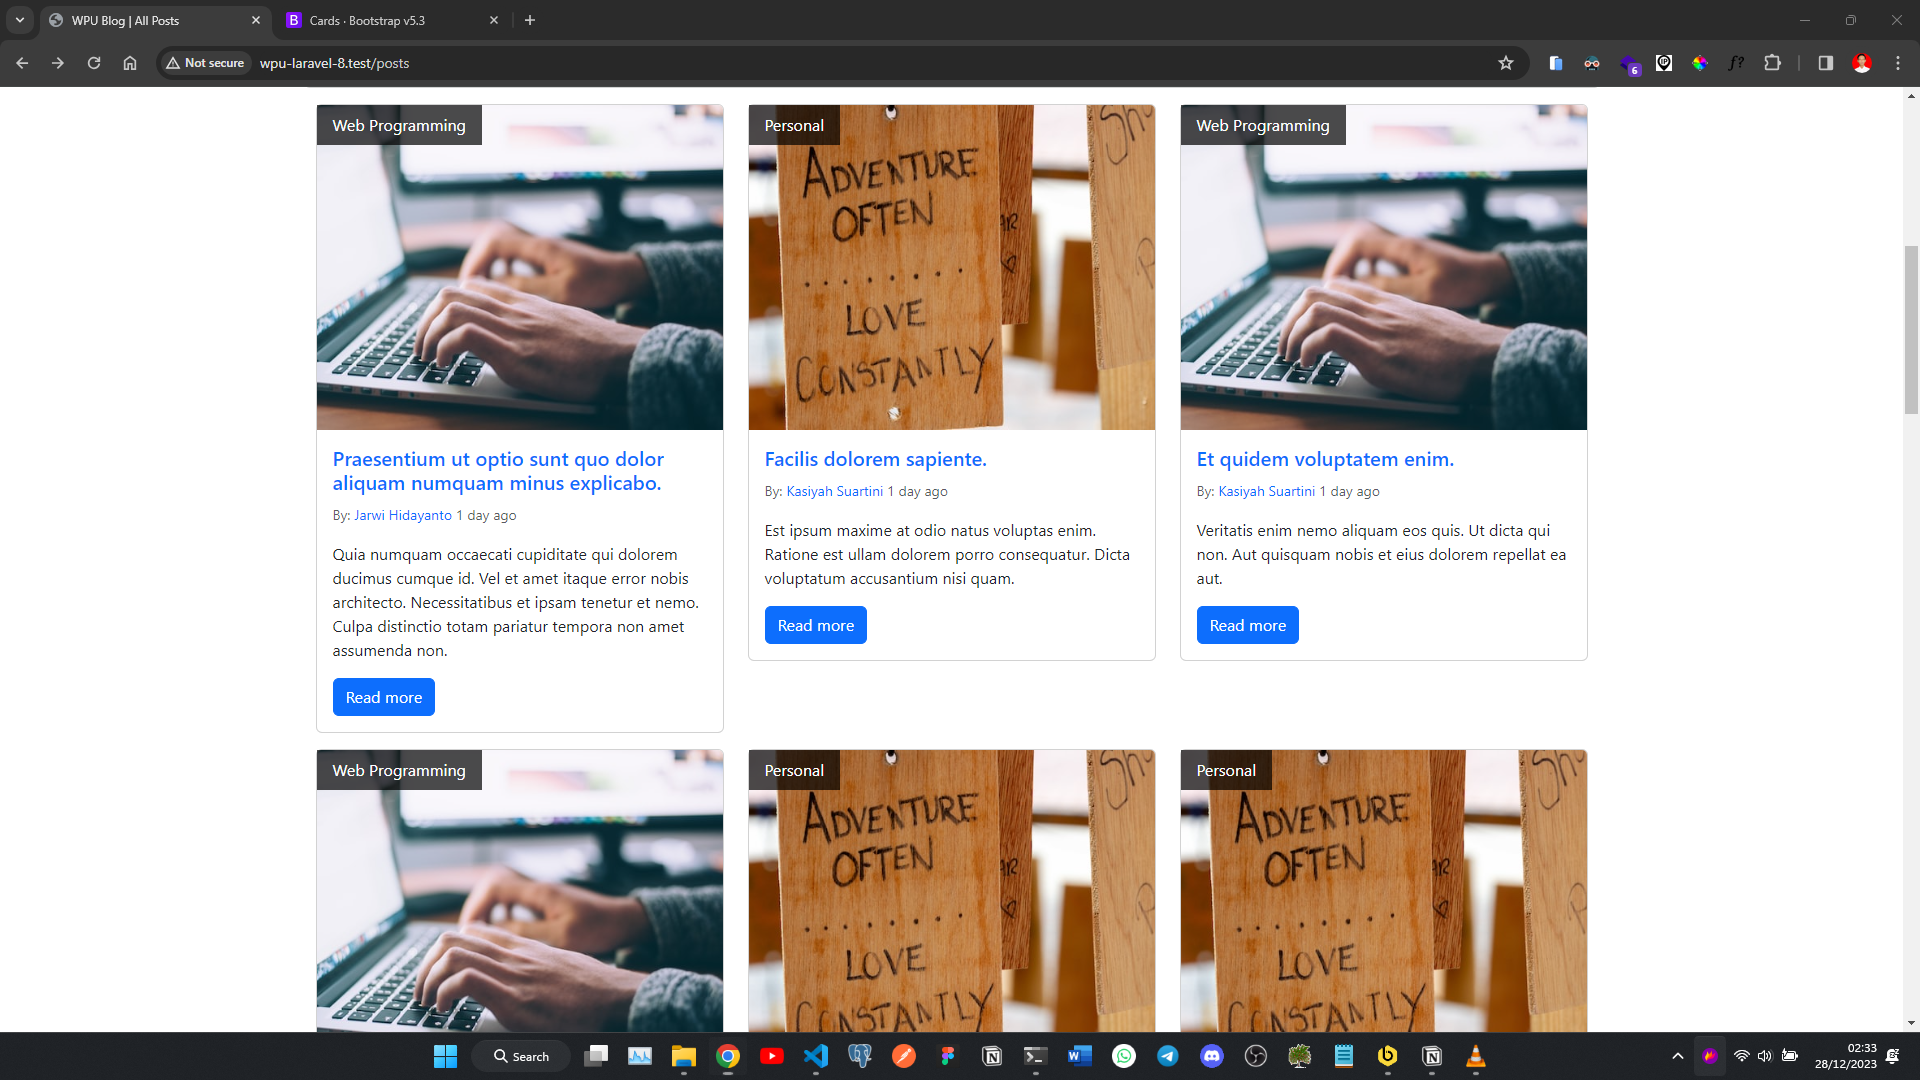 WPU Blog | All Posts
Cards · Bootstrap v5.3
Not secure
wpu-laravel-8.test/posts
6
f?
Web Programming
ADVENTURE
OFTEN
........
LOVE
CONSTANTLY
Sh
Personal
Web Programming
Praesentium ut optio sunt quo dolor
aliquam numquam minus explicabo.
By: Jarwi Hidayanto 1 day ago
Quia numquam occaecati cupiditate qui dolorem
ducimus cumque id. Vel et amet itaque error nobis
architecto. Necessitatibus et ipsam tenetur et nemo.
Culpa distinctio totam pariatur tempora non amet
assumenda non.
Read more
Facilis dolorem sapiente.
By: Kasiyah Suartini 1 day ago
Est ipsum maxime at odio natus voluptas enim.
Ratione est ullam dolorem porro consequatur. Dicta
voluptatum accusantium nisi quam.
Read more
Et quidem voluptatem enim.
By: Kasiyah Suartini 1 day ago
Veritatis enim nemo aliquam eos quis. Ut dicta qui
non. Aut quisquam nobis et eius dolorem repellat ea
aut.
Read more
Web Programming
Personal
ADVENTURE
OFTEN
........
LOVE
CONSTANTLY
Sh
Personal
ADVENTURE
OFTEN
........
LOVE
CONSTANTLY
Sh
Search
02:33
28/12/2023